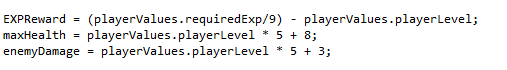 EXPReward = (playerValues.requiredExp/9) - playerValues.playerLevel;
maxHealth = playerValues.playerLevel * 5 + 8;
enemyDamage = playerValues.playerLevel * 5 + 3;